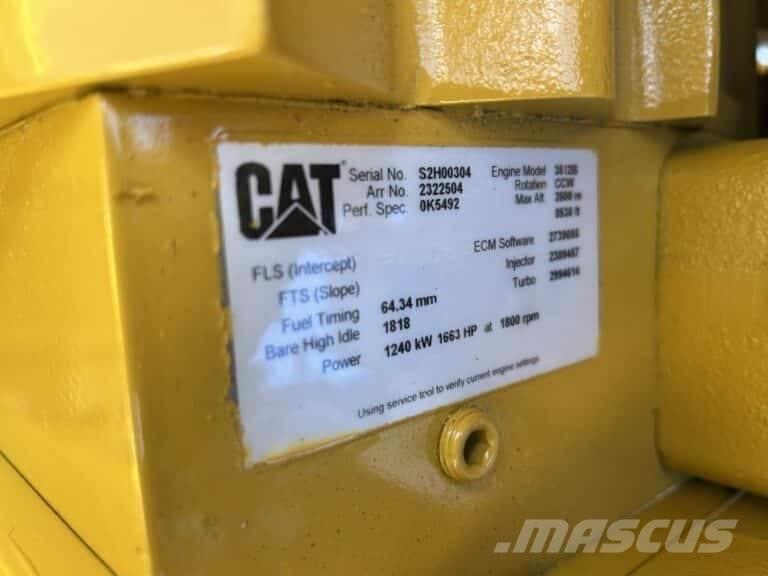 CAT
Serial No. S2H00304
Arr No. 2322504
Perf. Spec. 0K5492
Engine Model
Rotation CCW
Max Alt.
ECM Software
Injector
Turbo
FLS (Intercept)
FTS (Slope)
Fuel Timing 64.34 mm
Bare High Idle 1818
Power 1240 kW 1663 HP at 1800 rpm
Using service tool to verify current engine settings
MASCUS